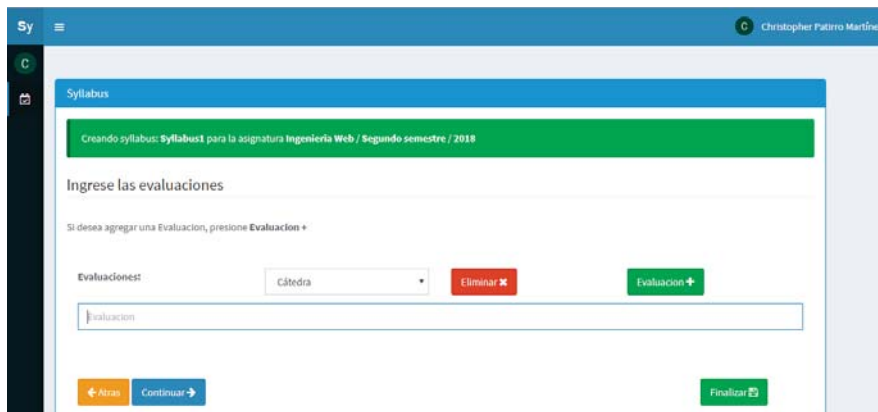 Sy
C Christopher Patirro Martíne
C
Syllabus
Creando syllabus: Syllabus1 para la asignatura Ingeniería Web / Segundo semestre / 2018
Ingrese las evaluaciones
Si desea agregar una Evaluacion, presione Evaluacion +
Evaluaciones: Cátedra Eliminar Evaluacion
Evaluacion
Atras Continuar Finalizar